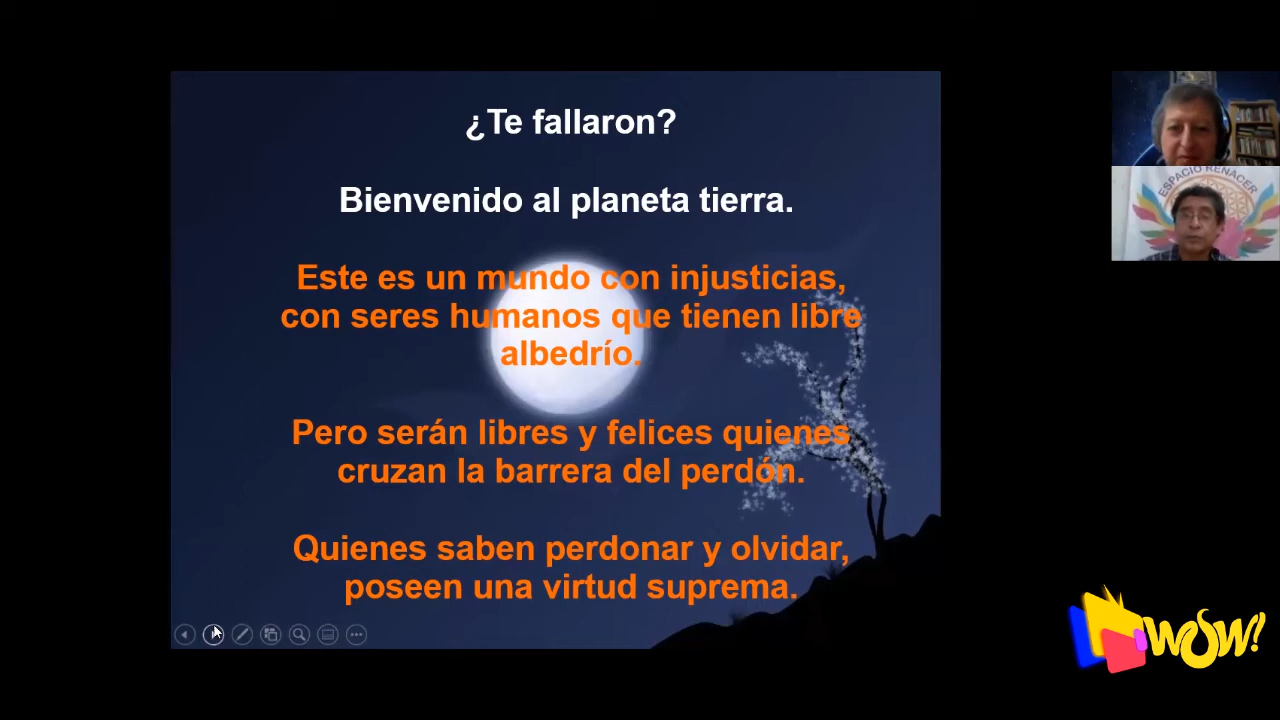 ¿Te fallaron?
Bienvenido al planeta tierra.
Este es un mundo con injusticias,
con seres humanos que tienen libre
albedrío.
Pero serán libres y felices quienes
cruzan la barrera del perdón.
Quienes saben perdonar y olvidar,
poseen una virtud suprema.
ESPACIO RENACER
WOW!